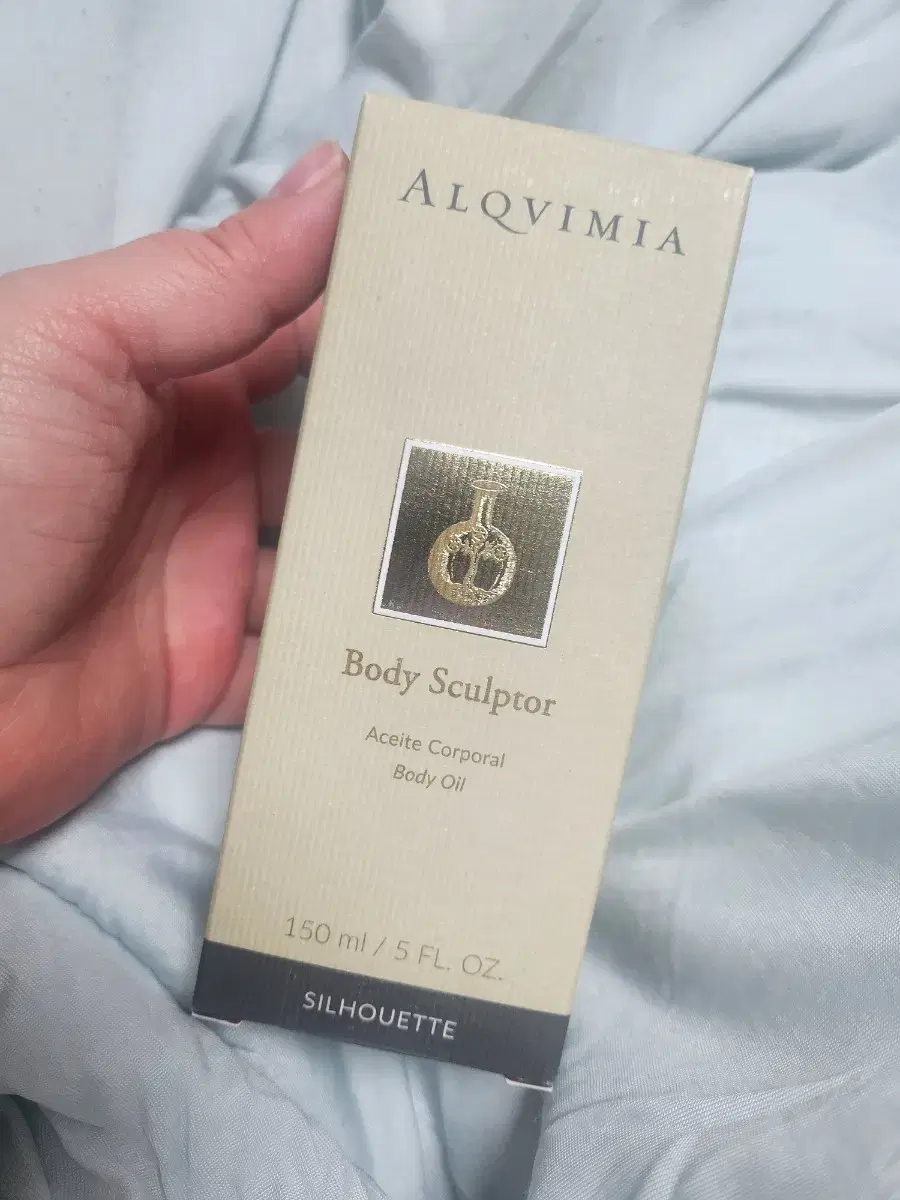 ALQVIMIA
Body Sculptor
Aceite Corporal
Body Oil
150 ml / 5 FL. OZ.
SILHOUETTE